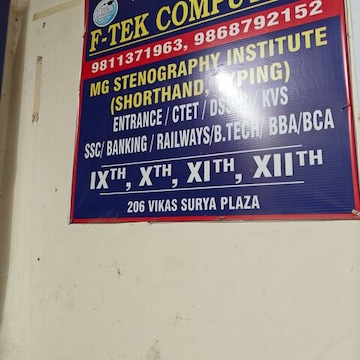 F-TEK COMPU
9811371963, 9868792152
MG STENOGRAPHY INSTITUTE
(SHORTHAND, TYPING)
ENTRANCE / CTET / KVS
SSC/ BANKING / RAILWAYS/B.TECH/ BBA/BCA
IXTH, XTH, XITH, XIITH
206 VIKAS SURYA PLAZA